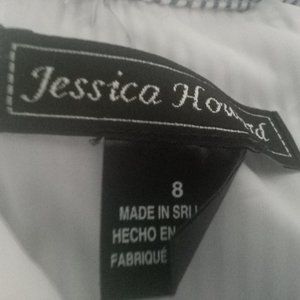 Jessica Howard
8
MADE IN SRI
HECHO EN
FABRIQUÉ